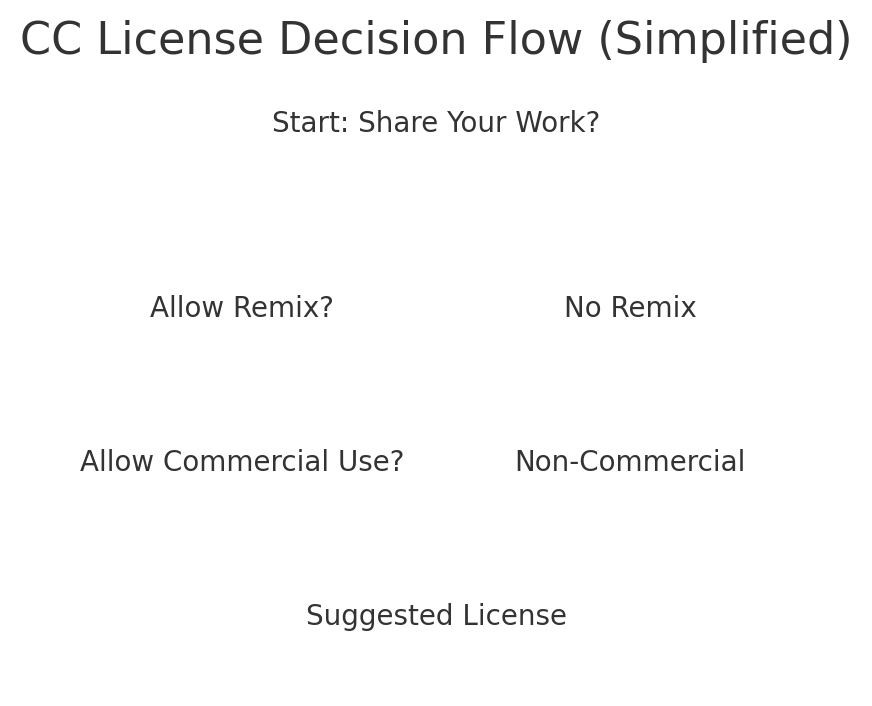 CC License Decision Flow (Simplified)
Start: Share Your Work?
Allow Remix?
No Remix
Allow Commercial Use?
Non-Commercial
Suggested License